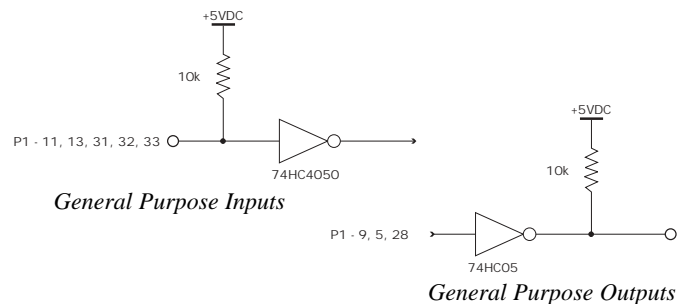 +5VDC
10k
P1 - 11, 13, 31, 32, 33
74HC4050
General Purpose Inputs
+5VDC
10k
P1 - 9, 5, 28
74HC05
General Purpose Outputs